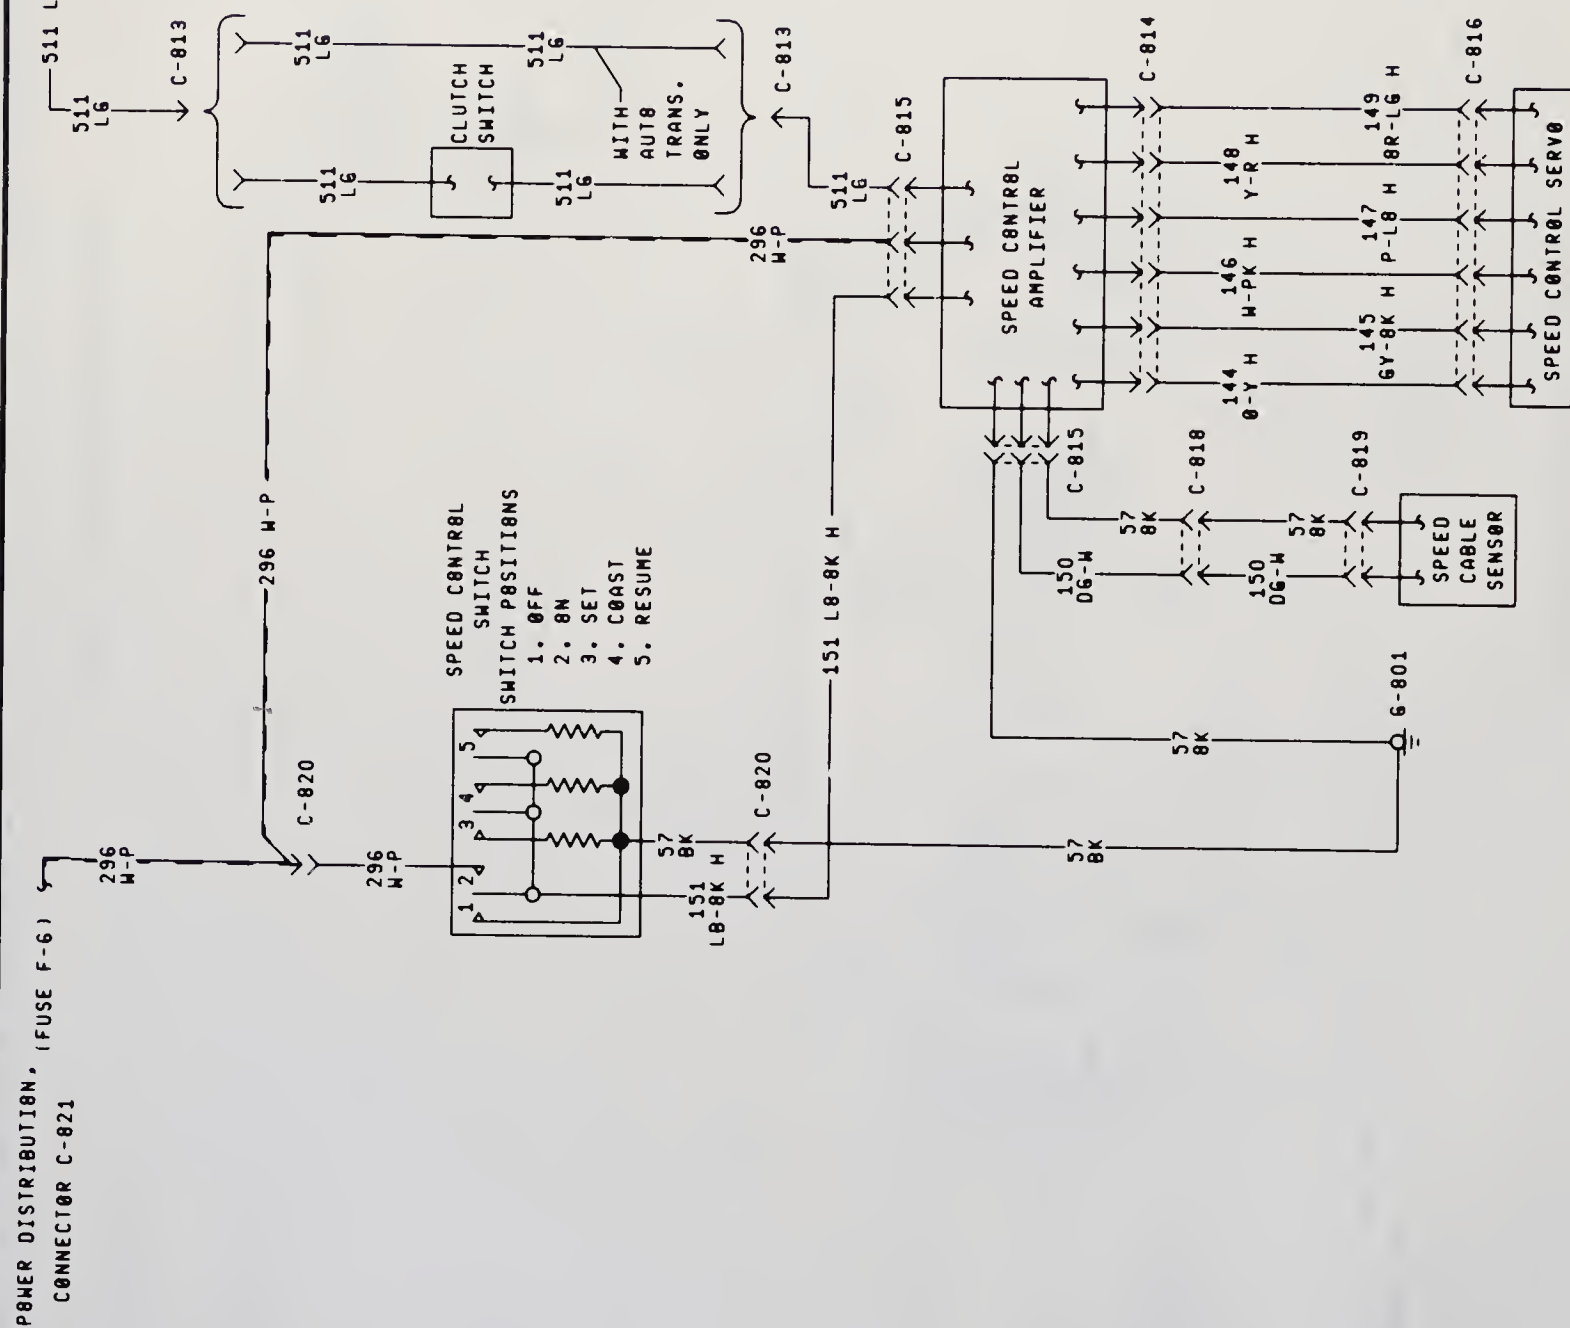 POWER DISTRIBUTION, (FUSE F-6)
CONNECTOR C-821
296
W-P
296 W-P
C-820
296
W-P
SPEED CONTROL
SWITCH
SWITCH POSITIONS
1. OFF
2. ON
3. SET
4. COAST
5. RESUME
1
2
3
4
5
57
BK
151
LB-BK H
C-820
151 LB-BK H
57
BK
57
BK
G-801
511 L
511
LG
C-813
511
LG
511
LG
CLUTCH
SWITCH
511
LG
511
LG
WITH
AUTO
TRANS.
ONLY
C-813
511
LG
C-815
296
W-P
SPEED CONTROL
AMPLIFIER
C-814
149
BR-LG H
148
Y-R H
147
P-LB H
146
W-PK H
145
GY-BK H
144
O-Y H
C-816
SPEED CONTROL SERVO
C-815
57
BK
150
DG-W
C-818
57
BK
150
DG-W
C-819
SPEED
CABLE
SENSOR